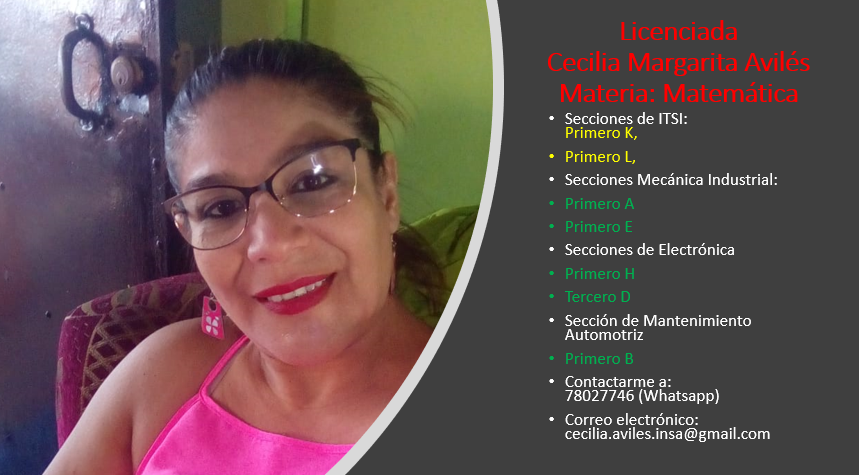 Licenciada
Cecilia Margarita Avilés
Materia: Matemática
• Secciones de ITSI:
Primero K,
• Primero L,
• Secciones Mecánica Industrial:
• Primero A
• Primero E
• Secciones de Electrónica
• Primero H
• Tercero D
• Sección de Mantenimiento
Automotriz
• Primero B
• Contactarme a:
78027746 (Whatsapp)
• Correo electrónico:
cecilia.aviles.insa@gmail.com